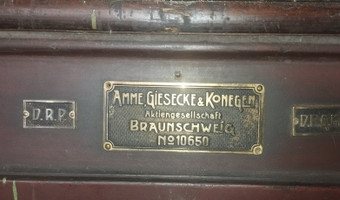 AMME GIESECKE & KONEGEN
Aktiengesellschaft
BRAUNSCHWEIG
No 10650
D.R.P.